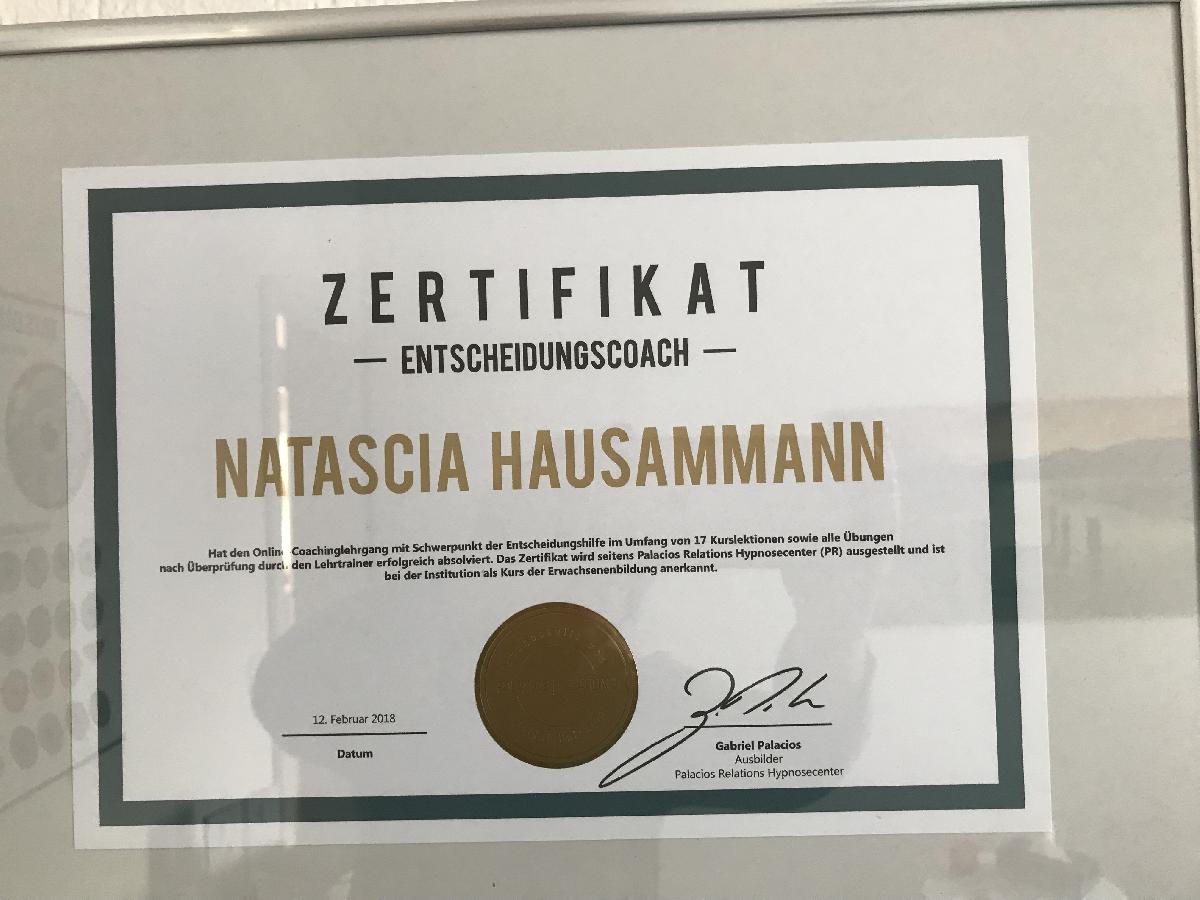 ZERTIFIKAT
— ENTSCHEIDUNGSCOACH —
NATASCIA HAUSAMMANN
Hat den Online-Coachinglehrgang mit Schwerpunkt der Entscheidungshilfe im Umfang von 17 Kurslektionen sowie alle Übungen
nach Überprüfung durch den Lehrtrainer erfolgreich absolviert. Das Zertifikat wird seitens Palacios Relations Hypnosecenter (PR) ausgestellt und ist
bei der Institution als Kurs der Erwachsenenbildung anerkannt.
12. Februar 2018
Datum
Gabriel Palacios
Ausbilder
Palacios Relations Hypnosecenter